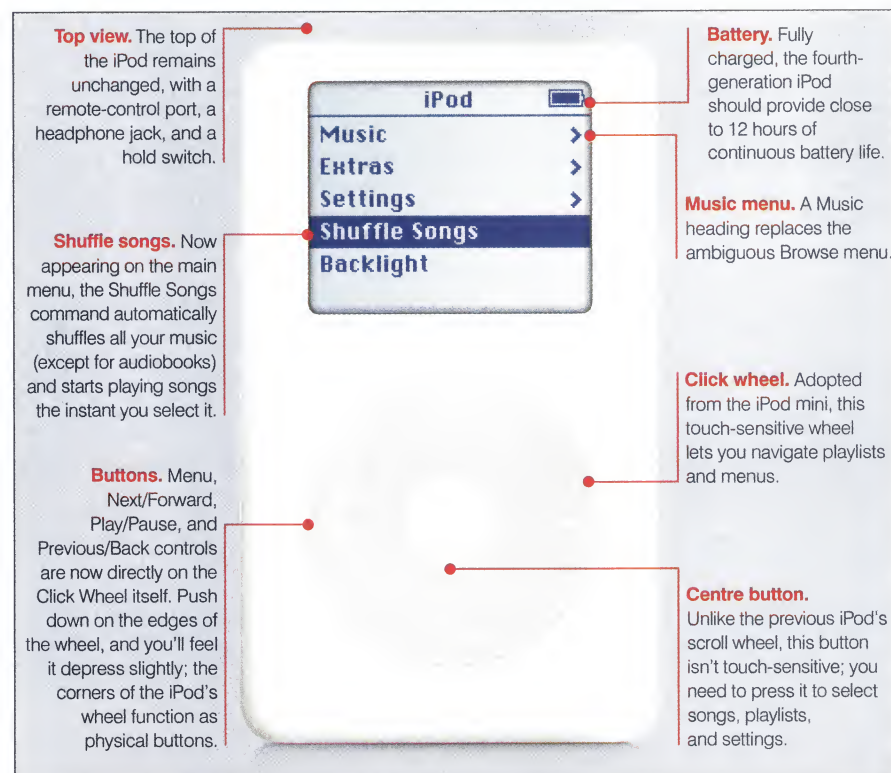 Top view. The top of
the iPod remains
unchanged, with a
remote-control port, a
headphone jack, and a
hold switch.
Shuffle songs. Now
appearing on the main
menu, the Shuffle Songs
command automatically
shuffles all your music
(except for audiobooks)
and starts playing songs
the instant you select it.
Buttons. Menu,
Next/Forward,
Play/Pause, and
Previous/Back controls
are now directly on the
Click Wheel itself. Push
down on the edges of
the wheel, and you'll feel
it depress slightly; the
corners of the iPod's
wheel function as
physical buttons.
iPod
Music >
Extras >
Settings >
Shuffle Songs
Backlight
Battery. Fully
charged, the fourth-
generation iPod
should provide close
to 12 hours of
continuous battery life.
Music menu. A Music
heading replaces the
ambiguous Browse menu.
Click wheel. Adopted
from the iPod mini, this
touch-sensitive wheel
lets you navigate playlists
and menus.
Centre button.
Unlike the previous iPod's
scroll wheel, this button
isn't touch-sensitive; you
need to press it to select
songs, playlists,
and settings.